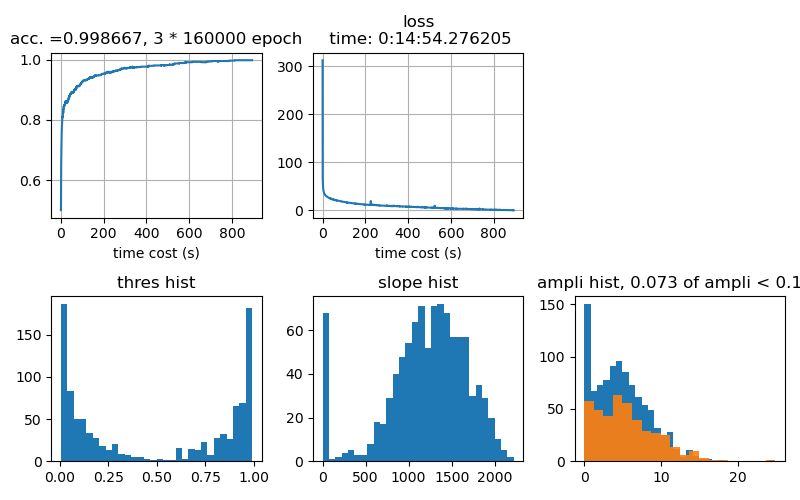 acc. =0.998667, 3 * 160000 epoch
1.0
0.8
0.6
0 200 400 600 800
time cost (s)
loss
time: 0:14:54.276205
300
200
100
0
0 200 400 600 800
time cost (s)
thres hist
150
100
50
0
0.00 0.25 0.50 0.75 1.00
slope hist
60
40
20
0
0 500 1000 1500 2000
ampli hist, 0.073 of ampli < 0.1
150
100
50
0
0 10 20